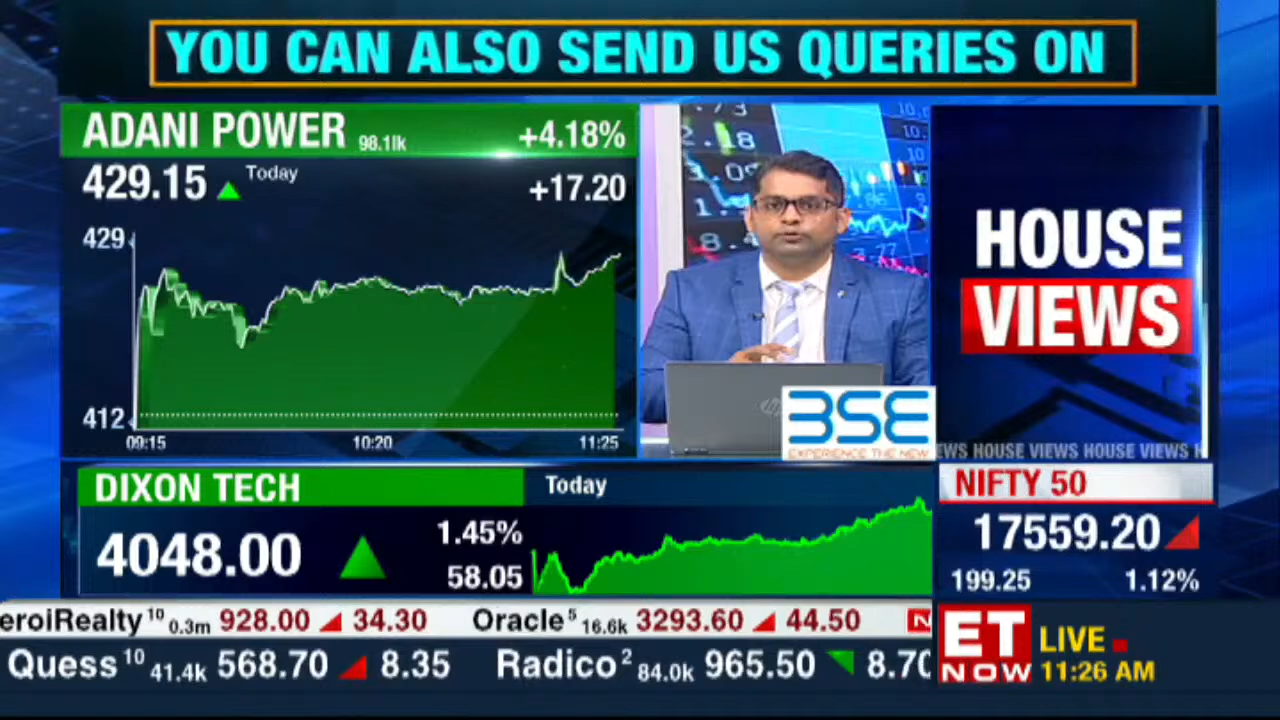 YOU CAN ALSO SEND US QUERIES ON
ADANI POWER 98.1lk +4.18%
429.15 Today +17.20
429
412
09:15 10:20 11:25
HOUSE
VIEWS
BSE
EXPERIENCE THE NEW
EWS HOUSE VIEWS HOUSE VIEWS H
DIXON TECH Today
4048.00 1.45%
58.05
NIFTY 50
17559.20
199.25 1.12%
eroiRealty 10 0.3m 928.00 34.30 Oracle 5 16.6k 3293.60 44.50 N
Quess 10 41.4k 568.70 8.35 Radico 2 84.0k 965.50 8.70
ET
NOW
LIVE
11:26 AM